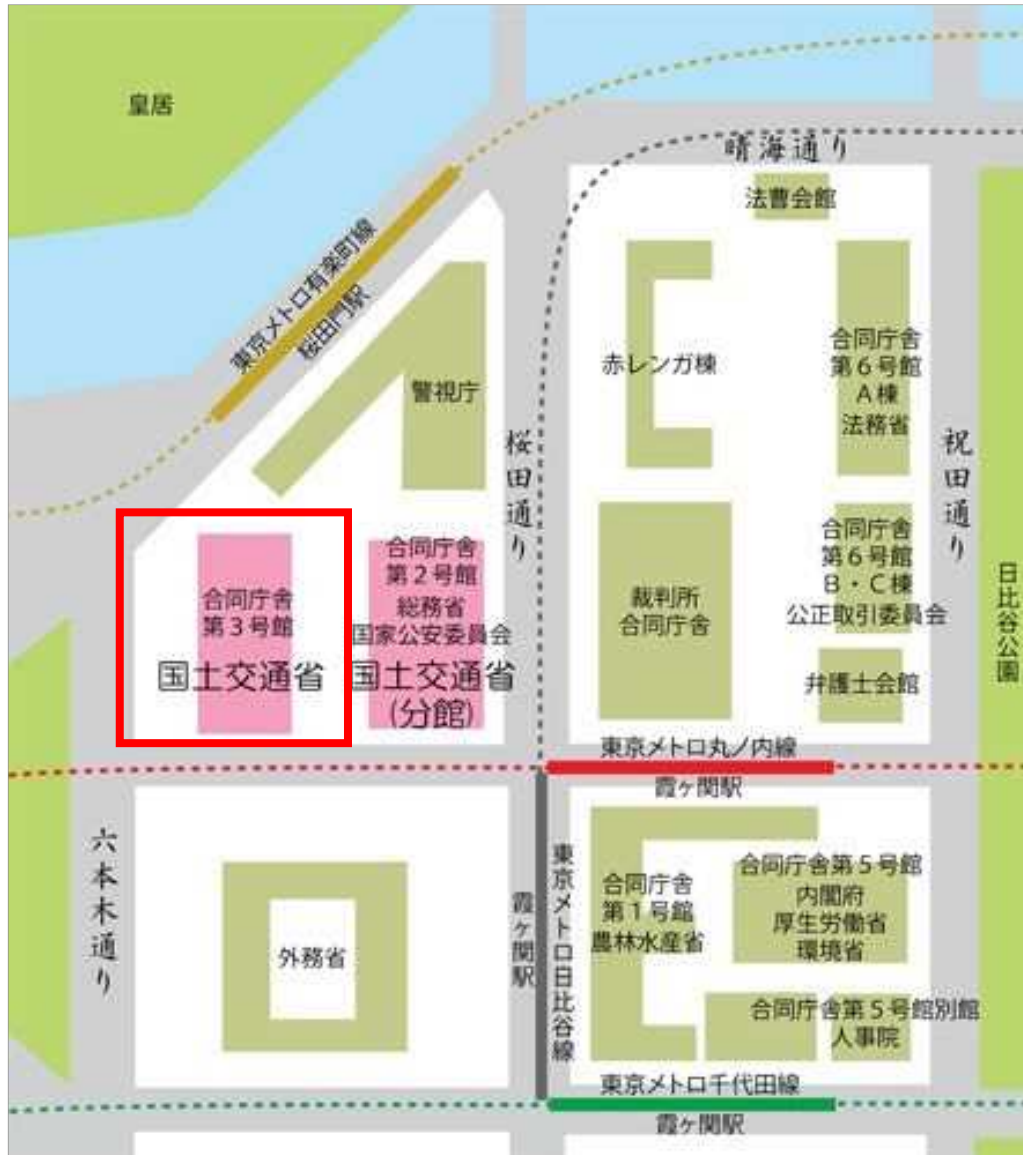 皇居
晴海通り
法曹会館
東京メトロ有楽町線
桜田門駅
警視庁
赤レンガ棟
合同庁舎
第6号館
A棟
法務省
桜田通り
祝田通り
合同庁舎
第3号館
国土交通省
合同庁舎
第2号館
総務省
国家公安委員会
国土交通省
(分館)
裁判所
合同庁舎
合同庁舎
第6号館
B・C棟
公正取引委員会
弁護士会館
日比谷公園
東京メトロ丸ノ内線
霞ヶ関駅
六本木通り
外務省
霞ヶ関駅
東京メトロ日比谷線
合同庁舎
第1号館
農林水産省
合同庁舎第5号館
内閣府
厚生労働省
環境省
合同庁舎第5号館別館
人事院
東京メトロ千代田線
霞ヶ関駅